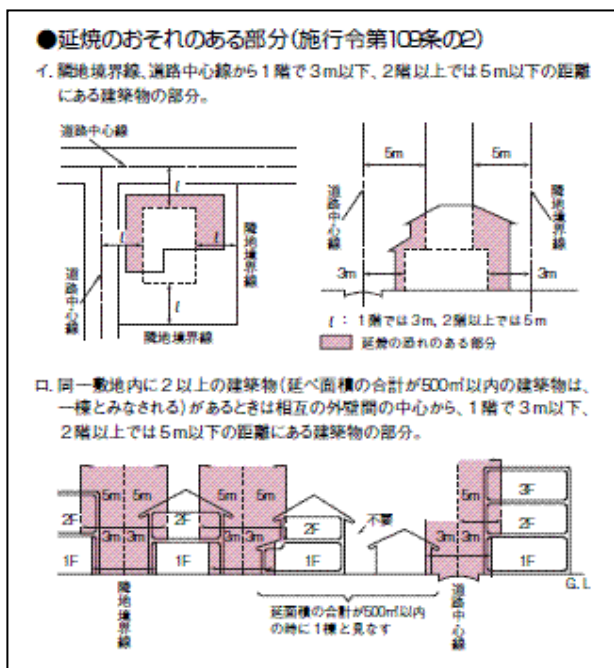 ●延焼のおそれのある部分(施行令第109条の2)
イ. 隣地境界線、道路中心線から1階で3m以下、2階以上では5m以下の距離
にある建築物の部分。
道路中心線
道路中心線
隣地境界線
隣地境界線
ℓ
ℓ
ℓ
ℓ
5m
5m
道路中心線
隣地境界線
3m
3m
ℓ : 1階では3m, 2階以上では5m
延焼の恐れのある部分
ロ. 同一敷地内に2以上の建築物(延べ面積の合計が500㎡以内の建築物は、
一棟とみなされる)があるときは相互の外壁間の中心から、1階で3m以下、
2階以上では5m以下の距離にある建築物の部分。
5m 5m
5m 5m
5m
3F
2F
2F
2F
2F
不要
3m 3m
3m 3m
3m 3m
1F
1F
1F
1F
G.L
隣地境界線
延面積の合計が500㎡以内
の時に1棟と見なす
道路中心線